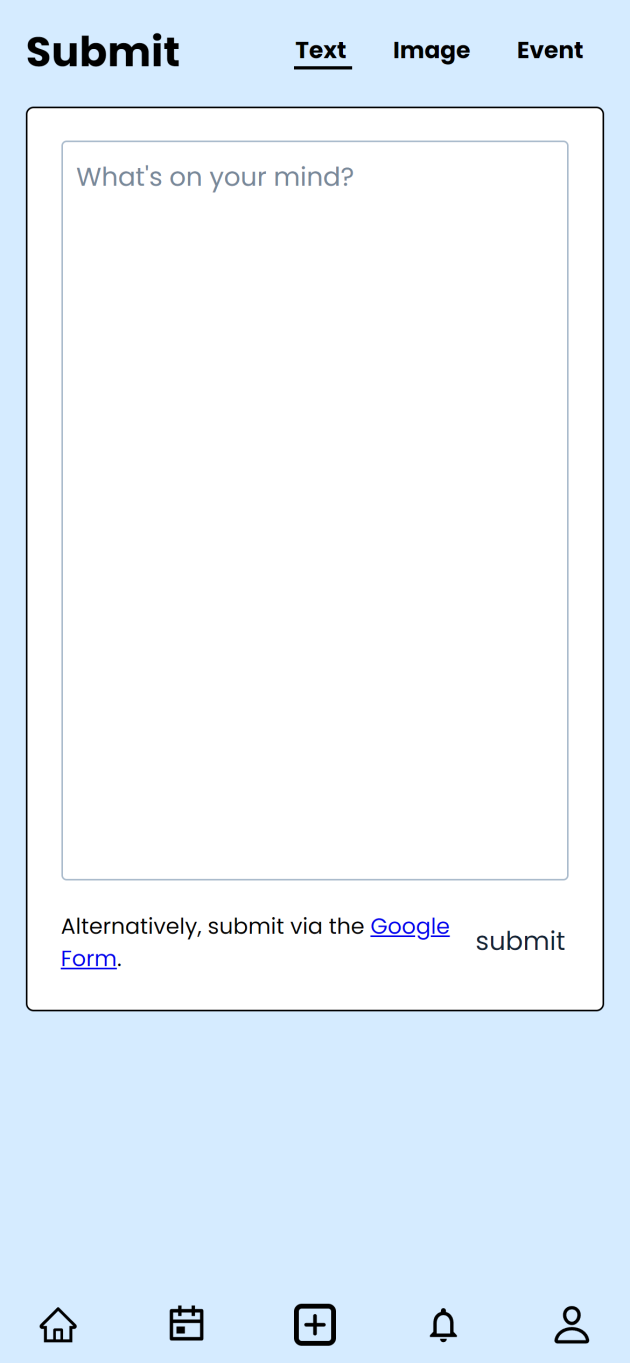 Submit Text Image Event
What's on your mind?
Alternatively, submit via the Google
Form.
submit